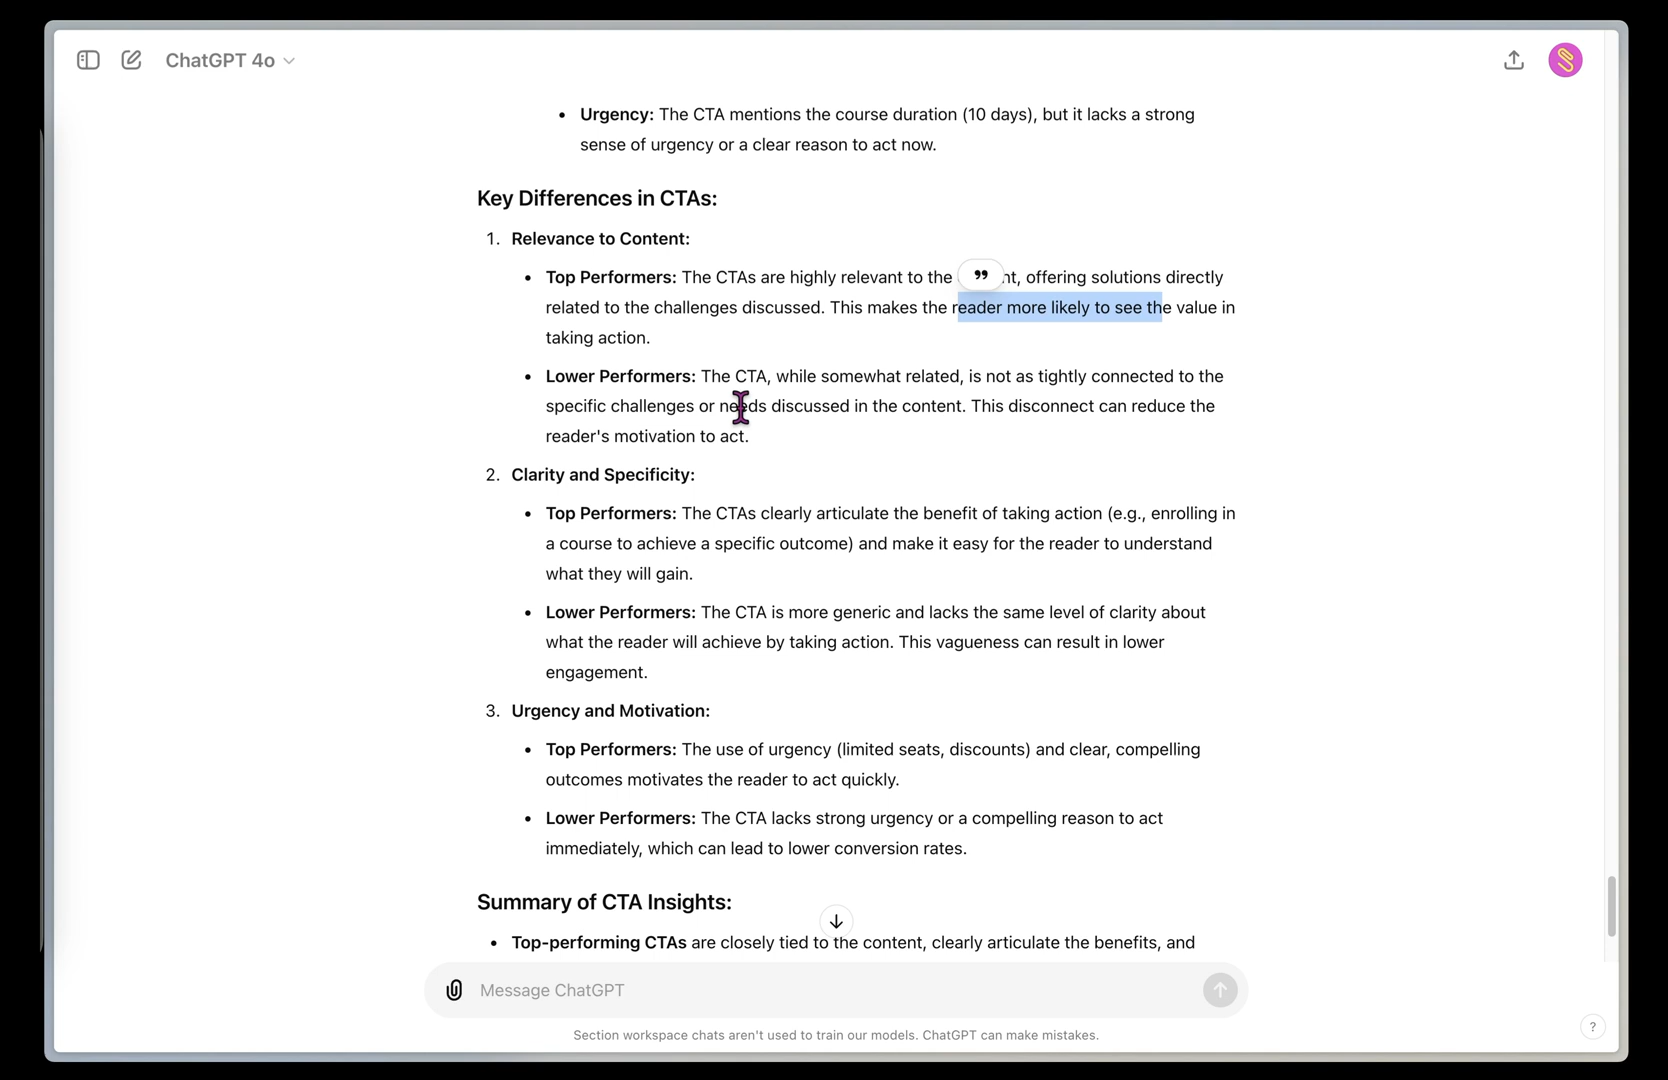 ChatGPT 4o
• Urgency: The CTA mentions the course duration (10 days), but it lacks a strong
sense of urgency or a clear reason to act now.
Key Differences in CTAs:
1. Relevance to Content:
• Top Performers: The CTAs are highly relevant to the nt, offering solutions directly
related to the challenges discussed. This makes the reader more likely to see the value in
taking action.
• Lower Performers: The CTA, while somewhat related, is not as tightly connected to the
specific challenges or needs discussed in the content. This disconnect can reduce the
reader's motivation to act.
2. Clarity and Specificity:
• Top Performers: The CTAs clearly articulate the benefit of taking action (e.g., enrolling in
a course to achieve a specific outcome) and make it easy for the reader to understand
what they will gain.
• Lower Performers: The CTA is more generic and lacks the same level of clarity about
what the reader will achieve by taking action. This vagueness can result in lower
engagement.
3. Urgency and Motivation:
• Top Performers: The use of urgency (limited seats, discounts) and clear, compelling
outcomes motivates the reader to act quickly.
• Lower Performers: The CTA lacks strong urgency or a compelling reason to act
immediately, which can lead to lower conversion rates.
Summary of CTA Insights:
• Top-performing CTAs are closely tied to the content, clearly articulate the benefits, and
Message ChatGPT
Section workspace chats aren't used to train our models. ChatGPT can make mistakes.
?